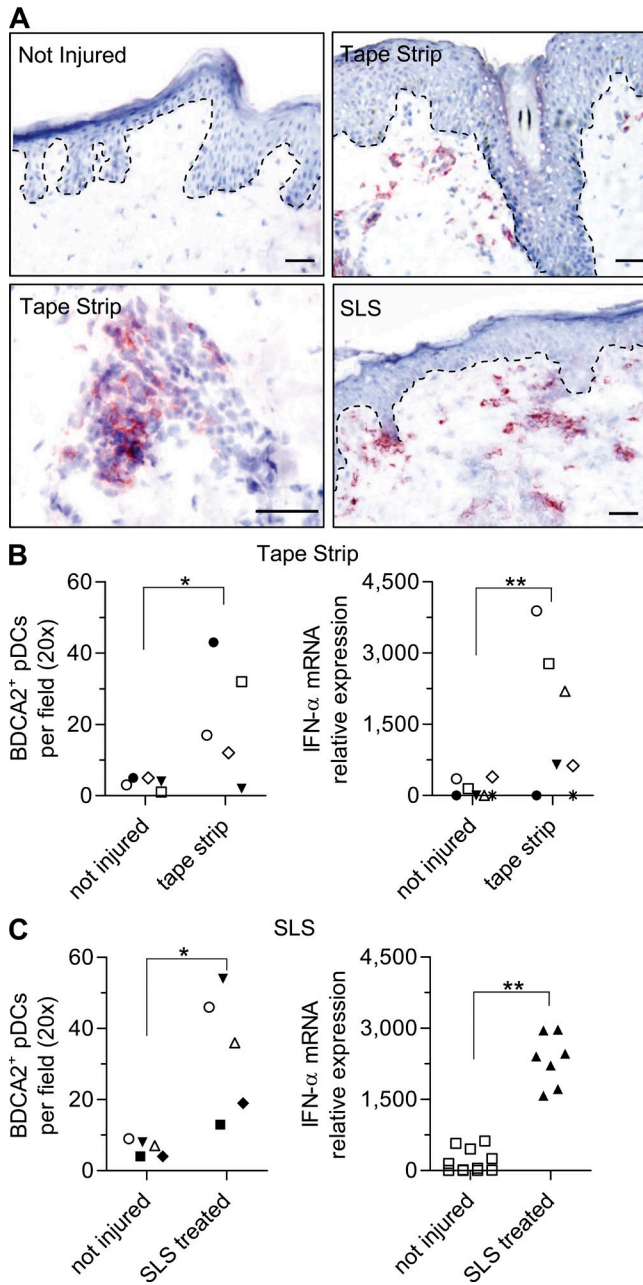 A
Not Injured
Tape Strip
Tape Strip
SLS
B
Tape Strip
BDCA2+ pDCs
per field (20x)
60
40
20
0
*
not injured
tape strip
IFN-α mRNA
relative expression
4,500
3,000
1,500
0
**
not injured
tape strip
C
SLS
BDCA2+ pDCs
per field (20x)
60
40
20
0
*
not injured
SLS treated
IFN-α mRNA
relative expression
4,500
3,000
1,500
0
**
not injured
SLS treated